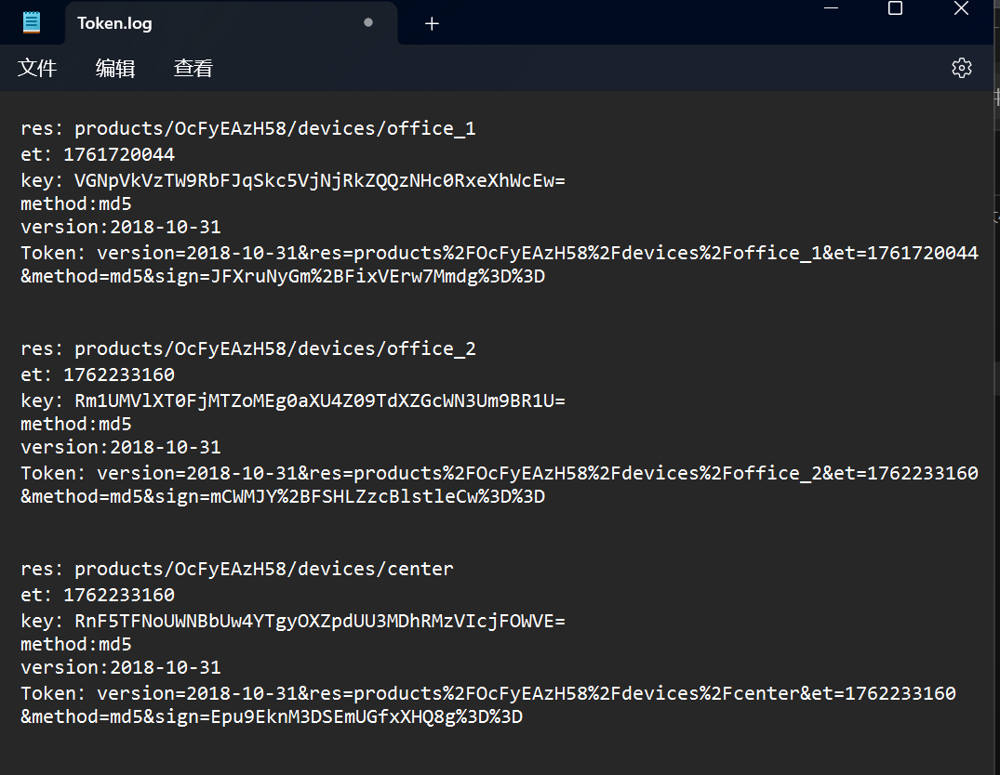 Token.log
文件 编辑 查看
res: products/OcFyEAzH58/devices/office_1
et: 1761720044
key: VGNpVkVzTW9RbFJqSkc5VjNjRkZQQzNHc0RxeXhWcEw=
method:md5
version:2018-10-31
Token: version=2018-10-31&res=products%2FOcFyEAzH58%2Fdevices%2Foffice_1&et=1761720044
&method=md5&sign=JFXruNyGm%2BFixVErw7Mmdg%3D%3D
res: products/OcFyEAzH58/devices/office_2
et: 1762233160
key: Rm1UMVlXT0FjMTZoMEg0aXU4Z09TdXZGcWN3Um9BR1U=
method:md5
version:2018-10-31
Token: version=2018-10-31&res=products%2FOcFyEAzH58%2Fdevices%2Foffice_2&et=1762233160
&method=md5&sign=mCWMJY%2BFSHLZzcBlstleCw%3D%3D
res: products/OcFyEAzH58/devices/center
et: 1762233160
key: RnF5TFNoUWNBbUw4YTgyOXZpdUU3MDhRMzVIcjFOWVE=
method:md5
version:2018-10-31
Token: version=2018-10-31&res=products%2FOcFyEAzH58%2Fdevices%2Fcenter&et=1762233160
&method=md5&sign=Epu9EknM3DSEmUGfxXHQ8g%3D%3D